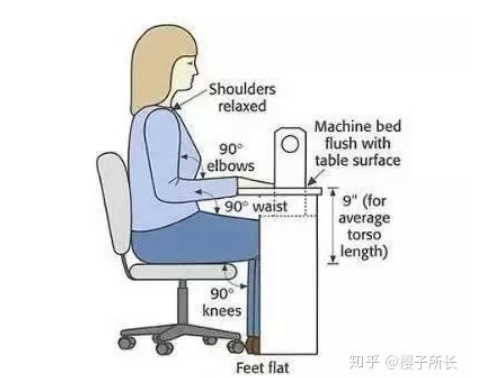 Shoulders
relaxed
Machine bed
flush with
table surface
90°
elbows
90° waist
9" (for
average
torso
length)
90°
knees
Feet flat
知乎 @樱子所长